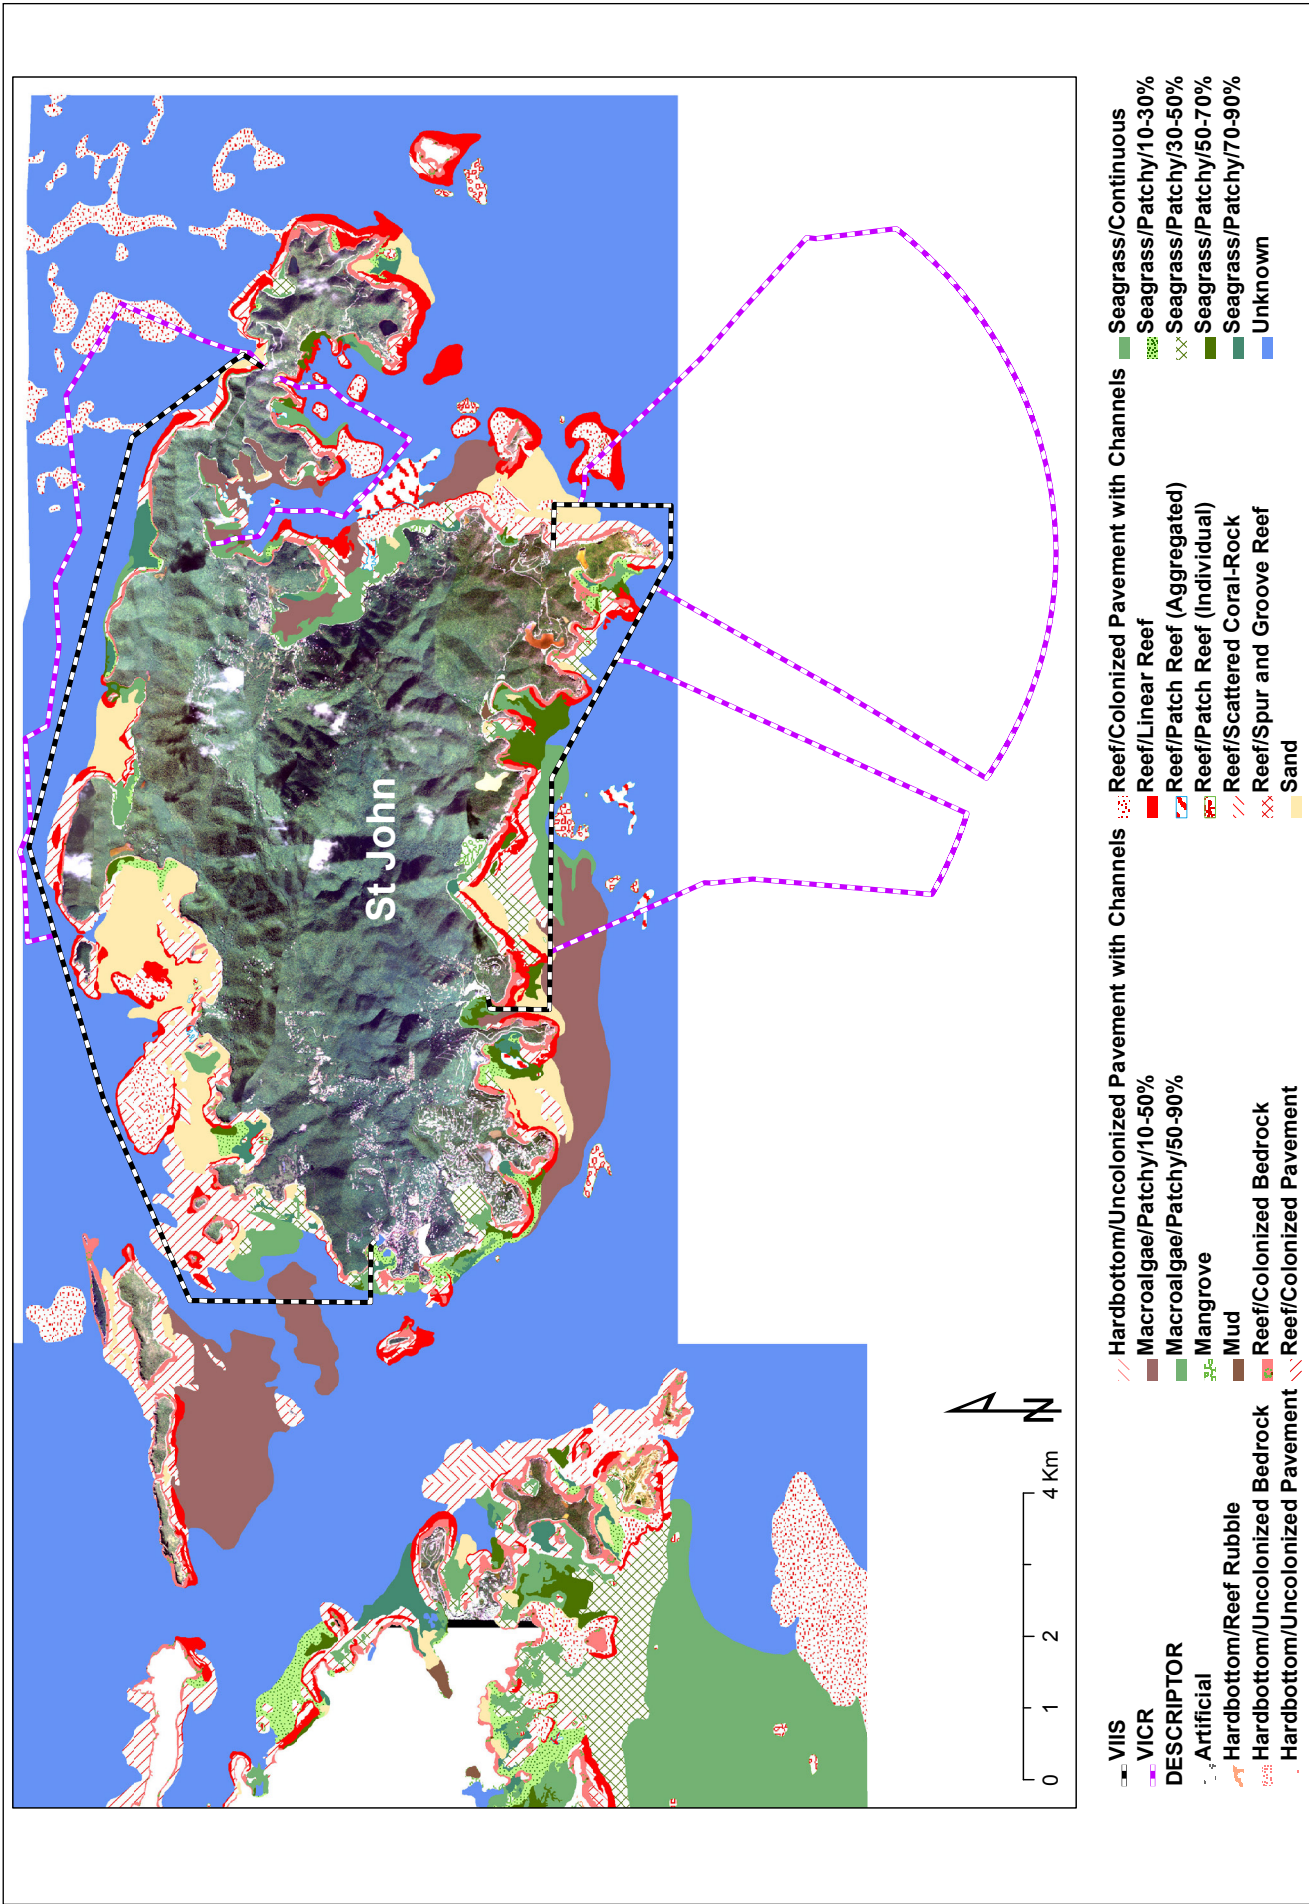 St John
N
0 1 2 4 Km
VIIS
VICR
DESCRIPTOR
Artificial
Hardbottom/Reef Rubble
Hardbottom/Uncolonized Bedrock
Hardbottom/Uncolonized Pavement
Hardbottom/Uncolonized Pavement with Channels
Macroalgae/Patchy/10-50%
Macroalgae/Patchy/50-90%
Mangrove
Mud
Reef/Colonized Bedrock
Reef/Colonized Pavement
Reef/Colonized Pavement with Channels
Reef/Linear Reef
Reef/Patch Reef (Aggregated)
Reef/Patch Reef (Individual)
Reef/Scattered Coral-Rock
Reef/Spur and Groove Reef
Sand
Seagrass/Continuous
Seagrass/Patchy/10-30%
Seagrass/Patchy/30-50%
Seagrass/Patchy/50-70%
Seagrass/Patchy/70-90%
Unknown